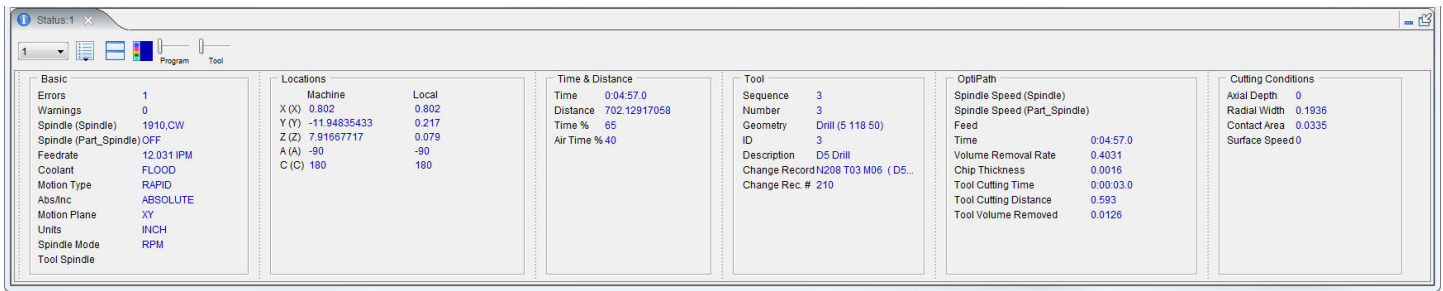 Status:1
1
Program
Tool
Basic
Errors 1
Warnings 0
Spindle (Spindle) 1910,CW
Spindle (Part_Spindle) OFF
Feedrate 12.031 IPM
Coolant FLOOD
Motion Type RAPID
Abs/Inc ABSOLUTE
Motion Plane XY
Units INCH
Spindle Mode RPM
Tool Spindle
Locations
Machine Local
X (X) 0.802 0.802
Y (Y) -11.94835433 0.217
Z (Z) 7.91667717 0.079
A (A) -90 -90
C (C) 180 180
Time & Distance
Time 0:04:57.0
Distance 702.12917058
Time % 65
Air Time % 40
Tool
Sequence 3
Number 3
Geometry Drill (5 118 50)
ID 3
Description D5 Drill
Change Record N208 T03 M06 ( D5...
Change Rec. # 210
OptiPath
Spindle Speed (Spindle)
Spindle Speed (Part_Spindle)
Feed
Time 0:04:57.0
Volume Removal Rate 0.4031
Chip Thickness 0.0016
Tool Cutting Time 0:00:03.0
Tool Cutting Distance 0.593
Tool Volume Removed 0.0126
Cutting Conditions
Axial Depth 0
Radial Width 0.1936
Contact Area 0.0335
Surface Speed 0